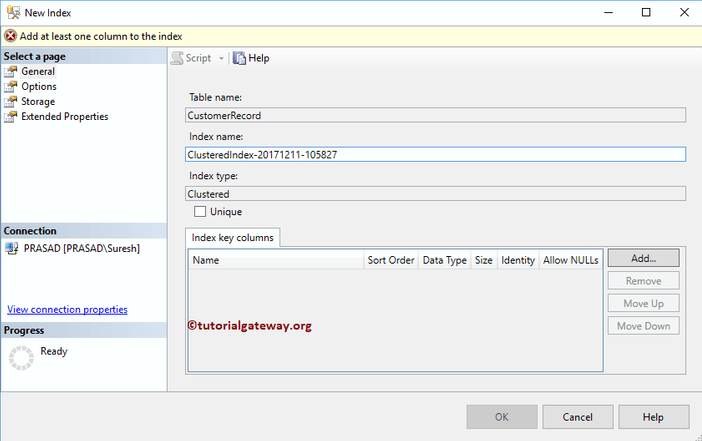 New Index
Add at least one column to the index
Select a page
General
Options
Storage
Extended Properties
Connection
PRASAD [PRASAD\Suresh]
View connection properties
Progress
Ready
Script
Help
Table name:
CustomerRecord
Index name:
ClusteredIndex-20171211-105827
Index type:
Clustered
Unique
Index key columns
Name Sort Order Data Type Size Identity Allow NULLs
Add...
Remove
Move Up
Move Down
©tutorialgateway.org
OK Cancel Help